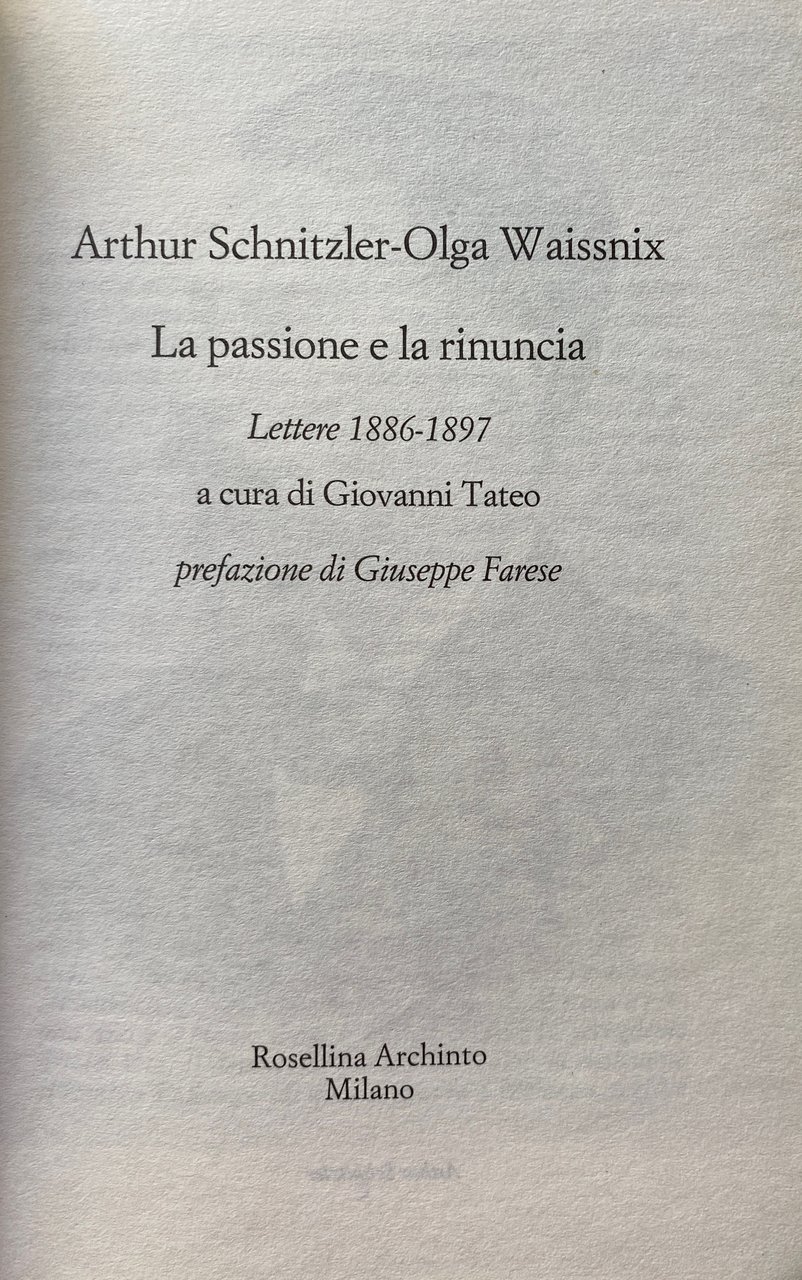 Arthur Schnitzler-Olga Waissnix
La passione e la rinuncia
Lettere 1886-1897
a cura di Giovanni Tateo
prefazione di Giuseppe Farese
Rosellina Archinto
Milano